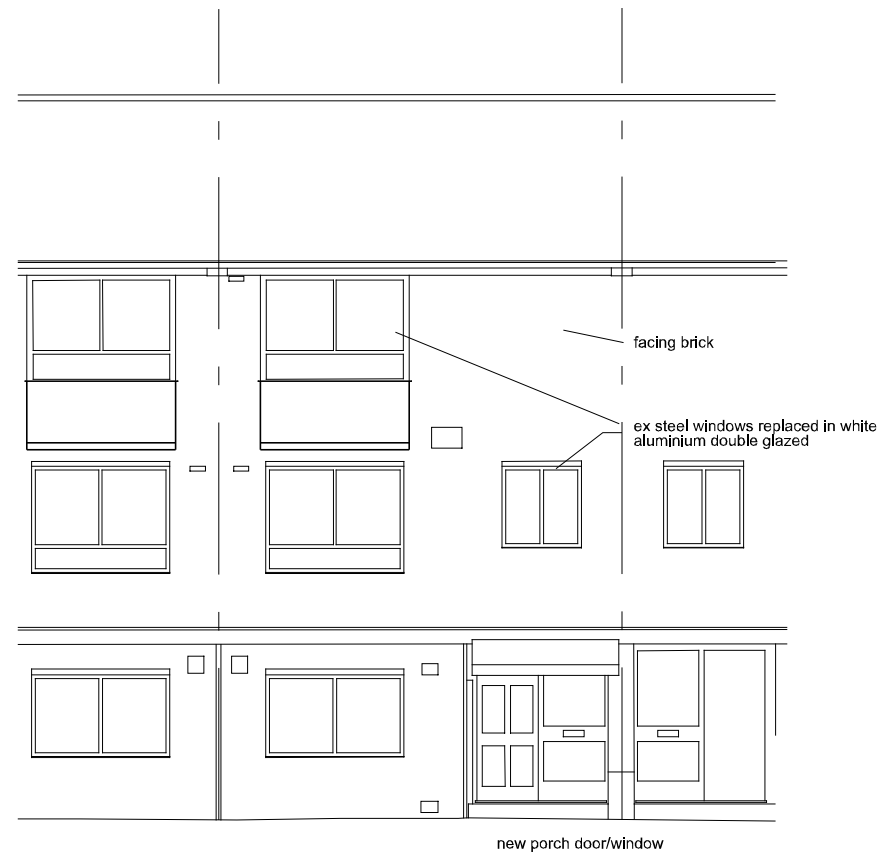 facing brick
ex steel windows replaced in white
aluminium double glazed
new porch door/window